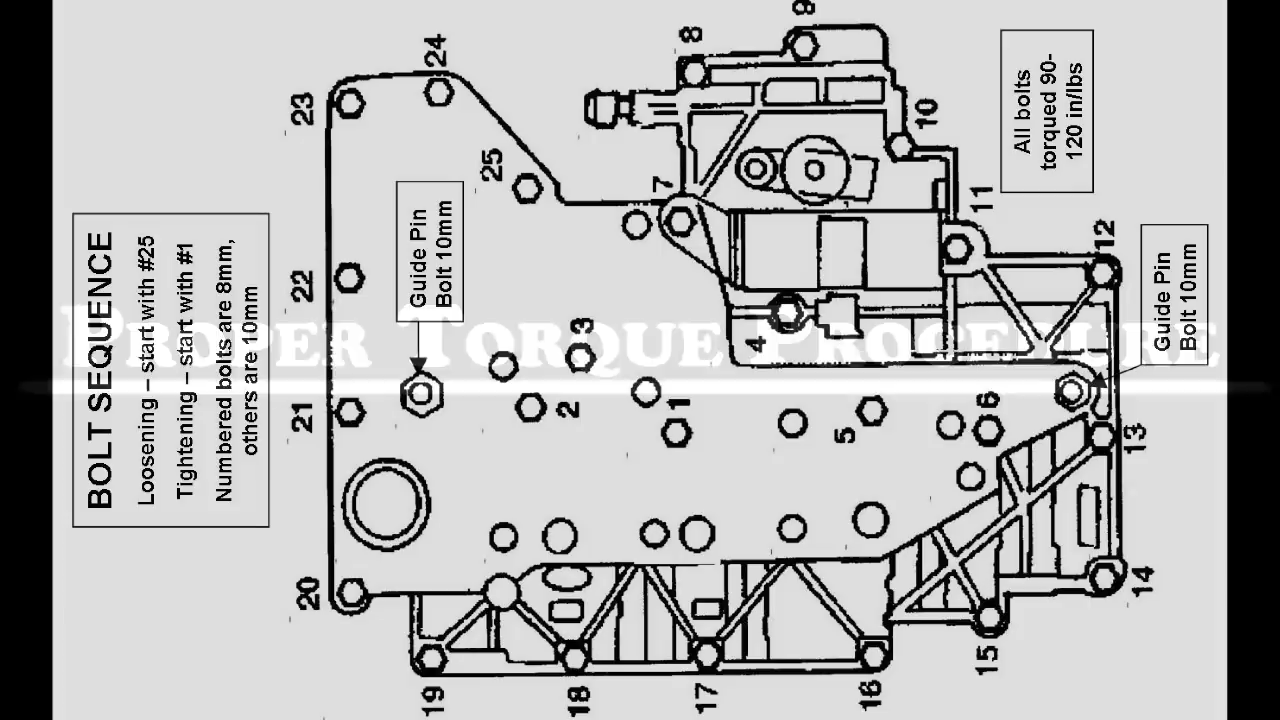 BOLT SEQUENCE
Loosening – start with #25
Tightening – start with #1
Numbered bolts are 8mm,
others are 10mm
Guide Pin
Bolt 10mm
All bolts
torqued 90-
120 in/lbs
Guide Pin
Bolt 10mm
PROPER TORQUE PROCEDURE
1
2
3
4
5
6
7
8
9
10
11
12
13
14
15
16
17
18
19
20
21
22
23
24
25